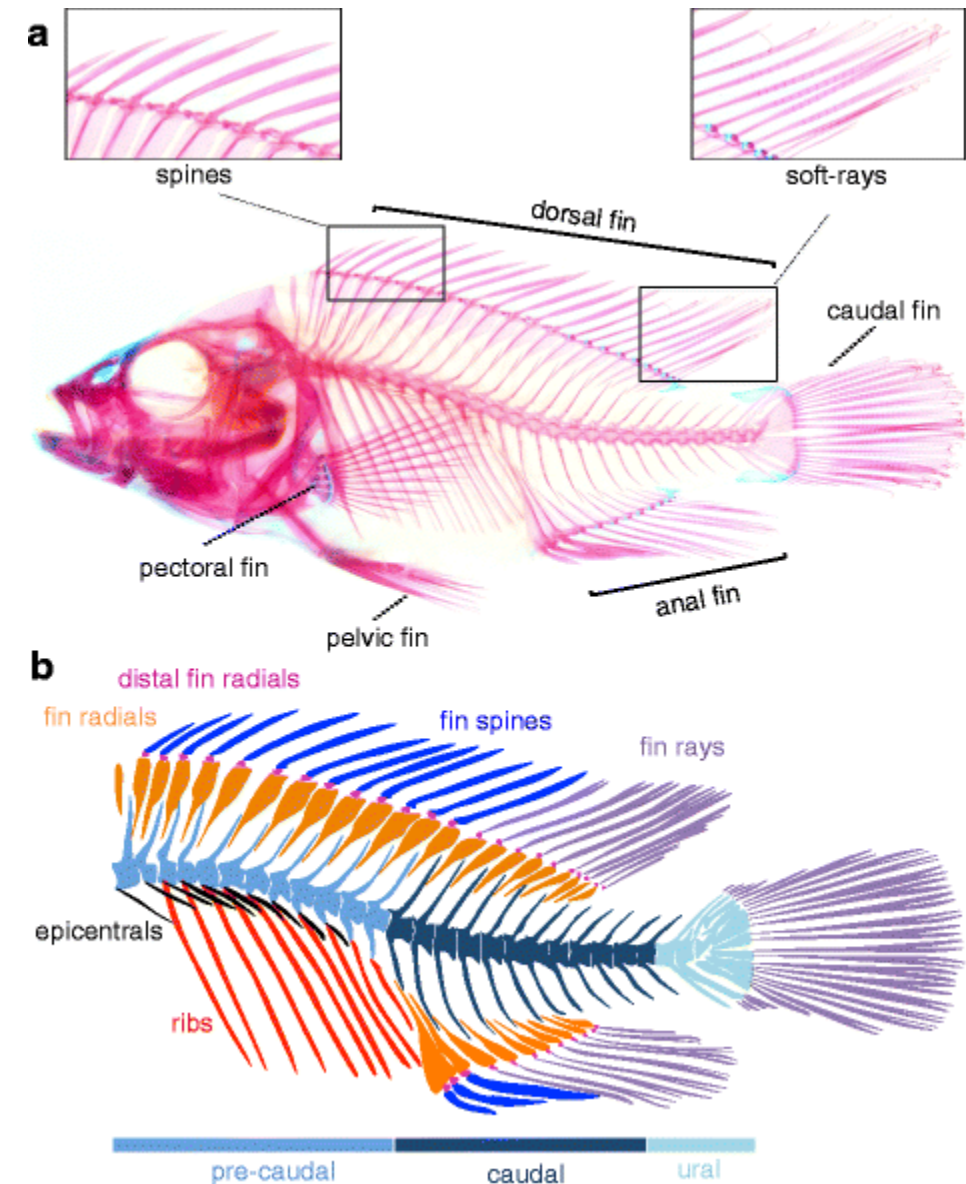 a
spines
soft-rays
dorsal fin
caudal fin
pectoral fin
anal fin
pelvic fin
b
distal fin radials
fin radials
fin spines
fin rays
epicentrals
ribs
pre-caudal
caudal
ural